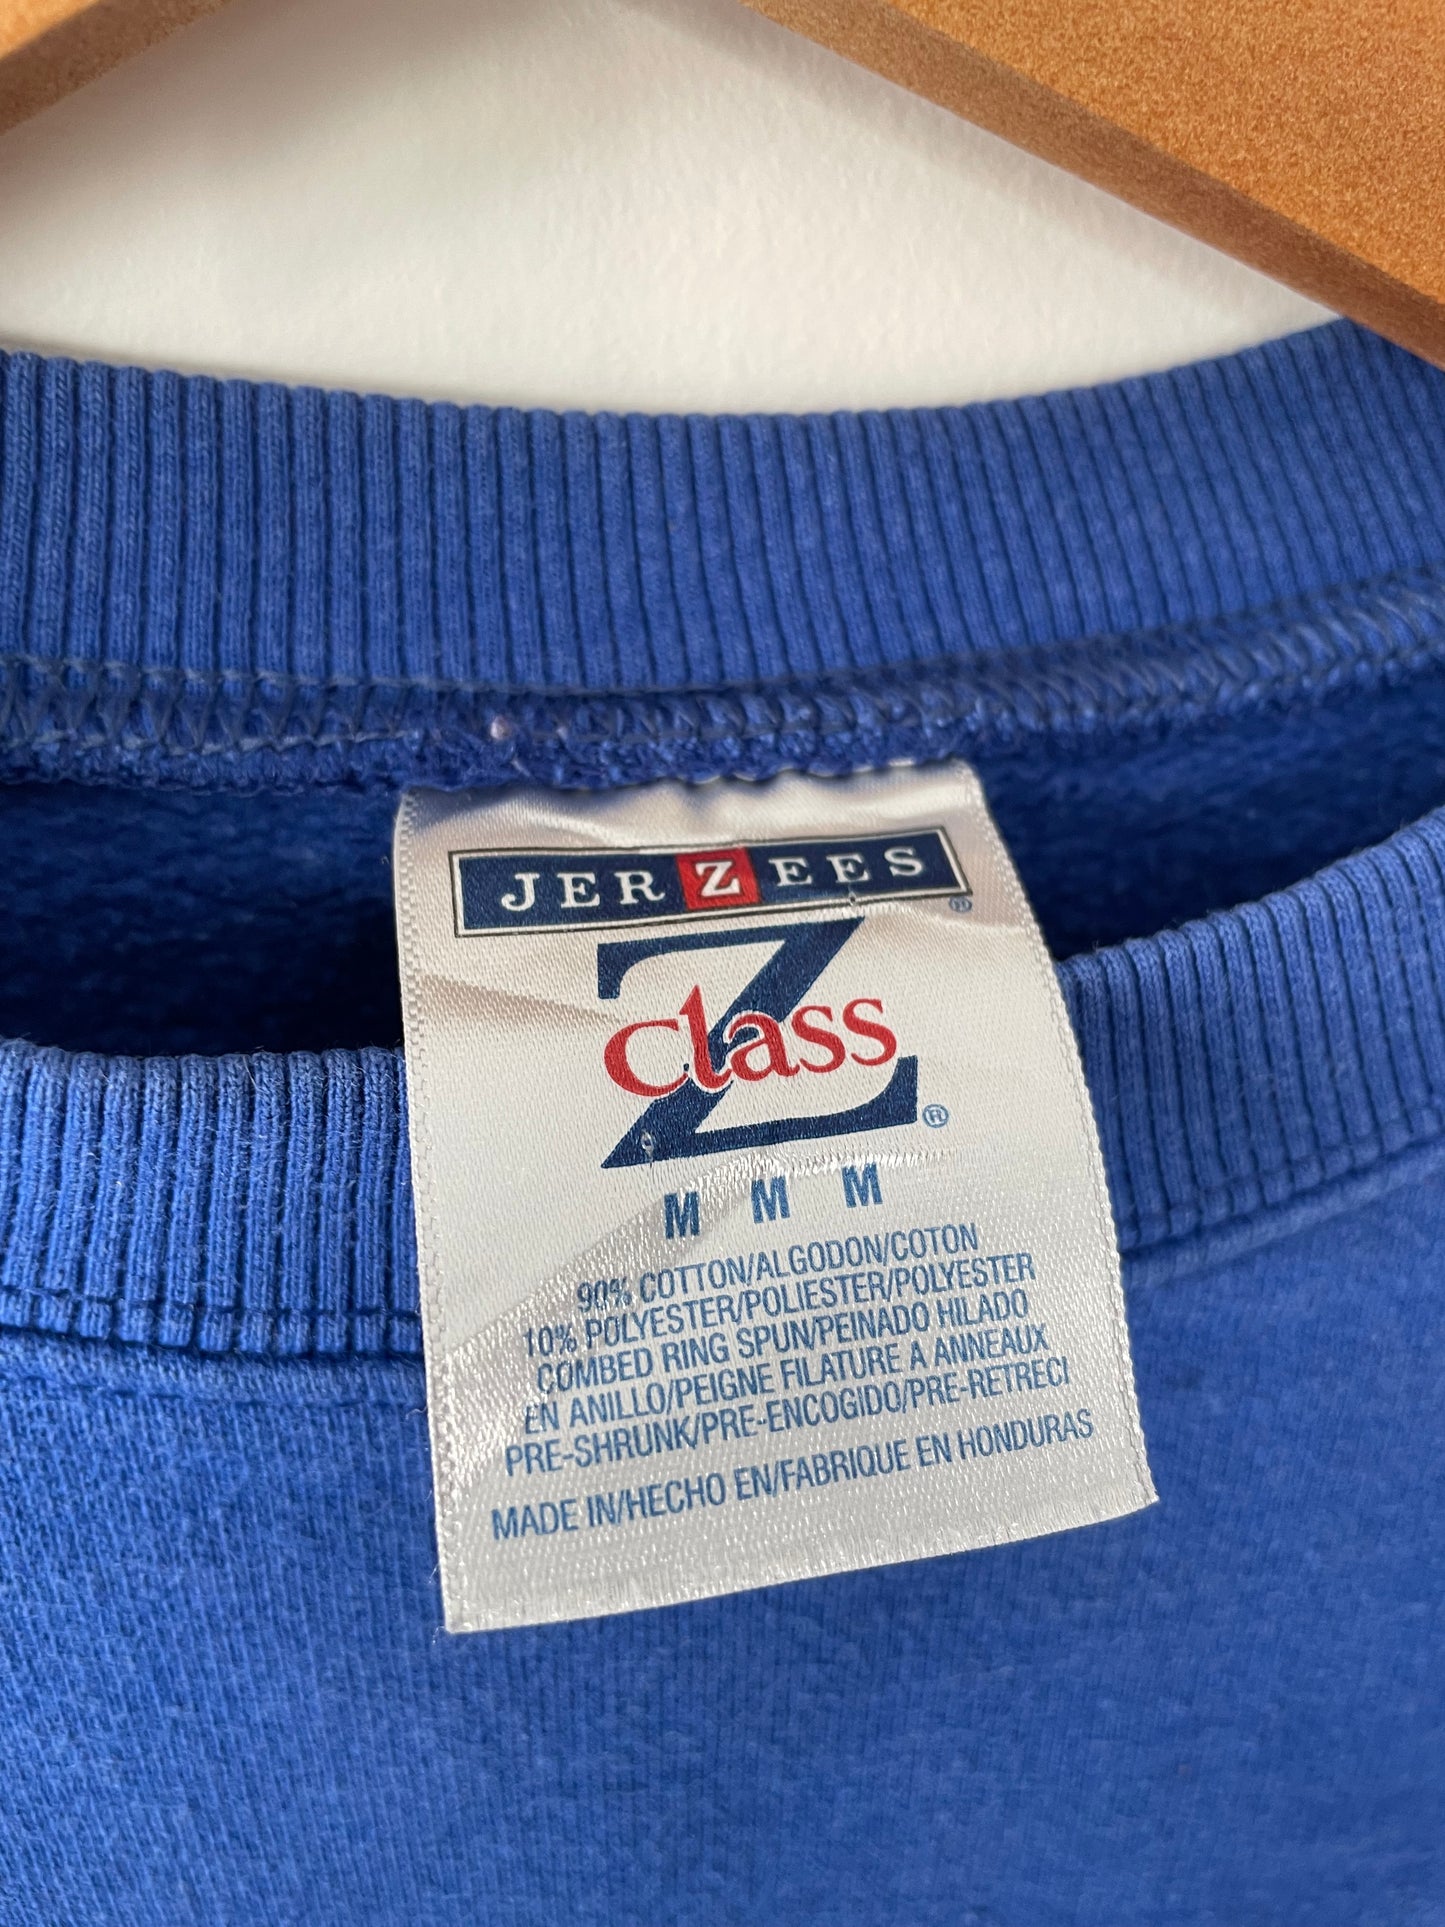 JERZEES®
Z class®
M M M
90% COTTON/ALGODON/COTON
10% POLYESTER/POLIESTER/POLYESTER
COMBED RING SPUN/PEINADO HILADO
EN ANILLO/PEIGNE FILATURE A ANNEAUX
PRE-SHRUNK/PRE-ENCOGIDO/PRE-RETRECI
MADE IN/HECHO EN/FABRIQUE EN HONDURAS